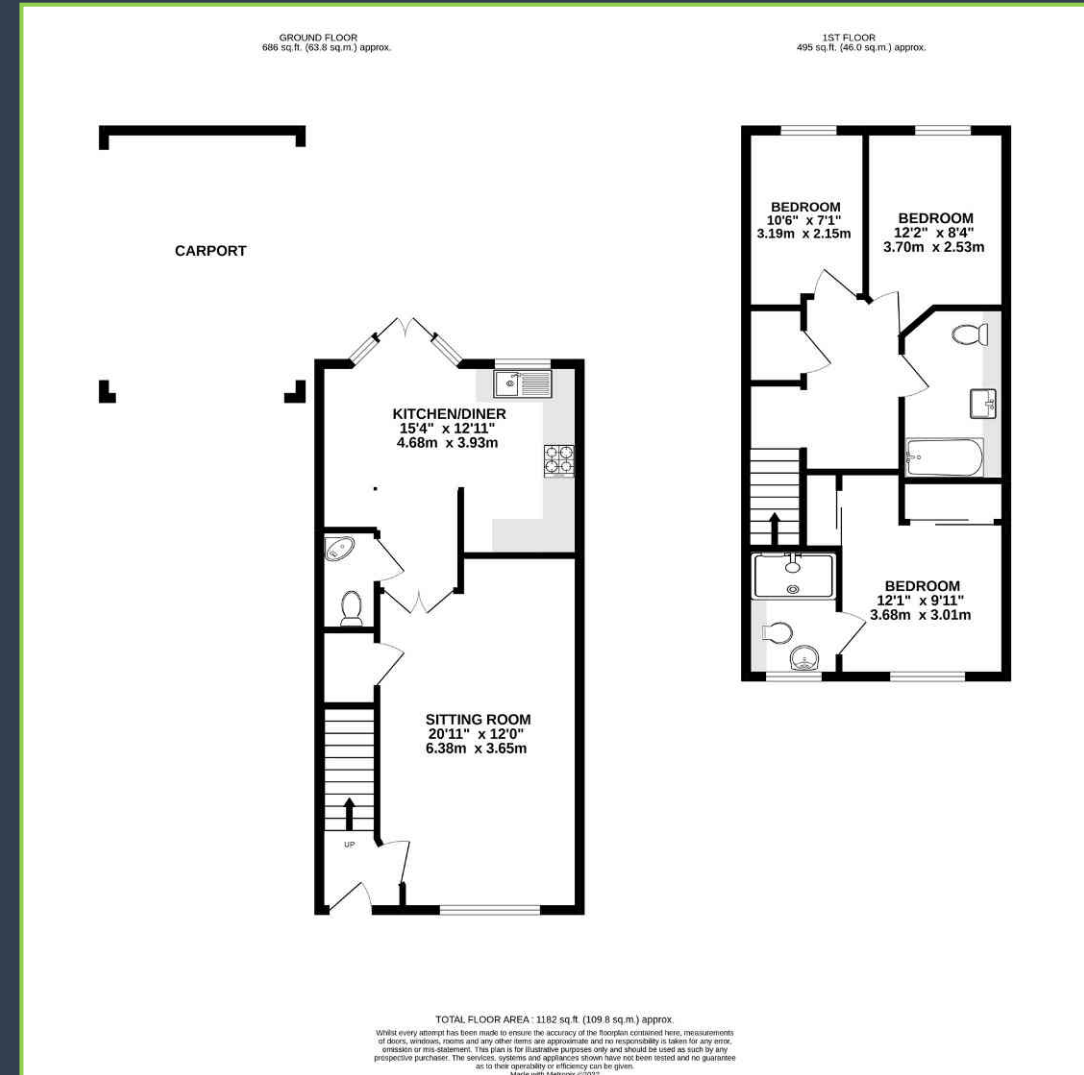 GROUND FLOOR
686 sq.ft. (63.8 sq.m.) approx.
1ST FLOOR
495 sq.ft. (46.0 sq.m.) approx.
CARPORT
BEDROOM
10'6" x 7'1"
3.19m x 2.15m
BEDROOM
12'2" x 8'4"
3.70m x 2.53m
KITCHEN/DINER
15'4" x 12'11"
4.68m x 3.93m
BEDROOM
12'1" x 9'11"
3.68m x 3.01m
SITTING ROOM
20'11" x 12'0"
6.38m x 3.65m
UP
TOTAL FLOOR AREA : 1182 sq.ft. (109.8 sq.m.) approx.
Whilst every attempt has been made to ensure the accuracy of the floorplan contained here, measurements
of doors, windows, rooms and any other items are approximate and no responsibility is taken for any error,
omission or mis-statement. This plan is for illustrative purposes only and should be used as such by any
prospective purchaser. The services, systems and appliances shown have not been tested and no guarantee
as to their operability or efficiency can be given.
Made with Metropix ©2022